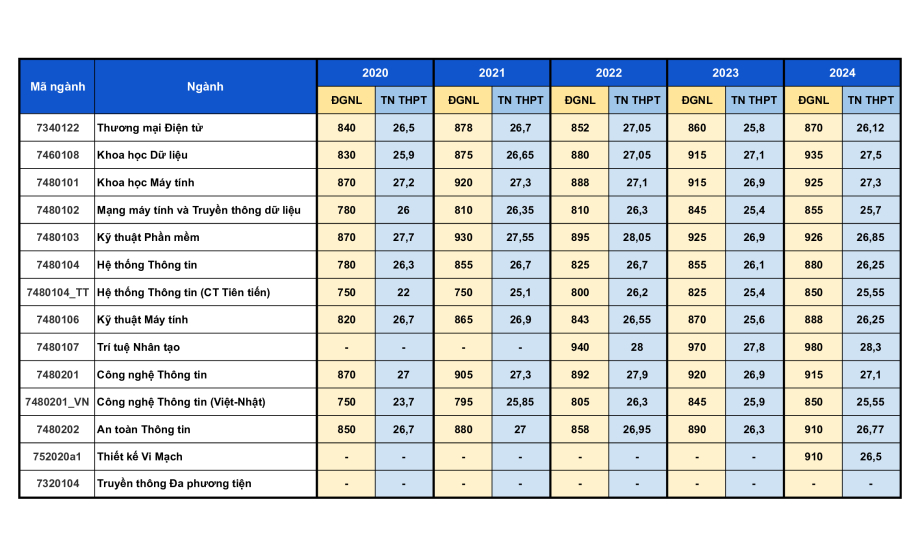 Mã ngành Ngành 2020 2021 2022 2023 2024
ĐGNL TN THPT ĐGNL TN THPT ĐGNL TN THPT ĐGNL TN THPT ĐGNL TN THPT
7340122 Thương mại Điện tử 840 26,5 878 26,7 852 27,05 860 25,8 870 26,12
7460108 Khoa học Dữ liệu 830 25,9 875 26,65 880 27,05 915 27,1 935 27,5
7480101 Khoa học Máy tính 870 27,2 920 27,3 888 27,1 915 26,9 925 27,3
7480102 Mạng máy tính và Truyền thông dữ liệu 780 26 810 26,35 810 26,3 845 25,4 855 25,7
7480103 Kỹ thuật Phần mềm 870 27,7 930 27,55 895 28,05 925 26,9 926 26,85
7480104 Hệ thống Thông tin 780 26,3 855 26,7 825 26,7 855 26,1 880 26,25
7480104_TT Hệ thống Thông tin (CT Tiên tiến) 750 22 750 25,1 800 26,2 825 25,4 850 25,55
7480106 Kỹ thuật Máy tính 820 26,7 865 26,9 843 26,55 870 25,6 888 26,25
7480107 Trí tuệ Nhân tạo - - - - 940 28 970 27,8 980 28,3
7480201 Công nghệ Thông tin 870 27 905 27,3 892 27,9 920 26,9 915 27,1
7480201_VN Công nghệ Thông tin (Việt-Nhật) 750 23,7 795 25,85 805 26,3 845 25,9 850 25,55
7480202 An toàn Thông tin 850 26,7 880 27 858 26,95 890 26,3 910 26,77
752020a1 Thiết kế Vi Mạch - - - - - - - - 910 26,5
7320104 Truyền thông Đa phương tiện - - - - - - - - - -